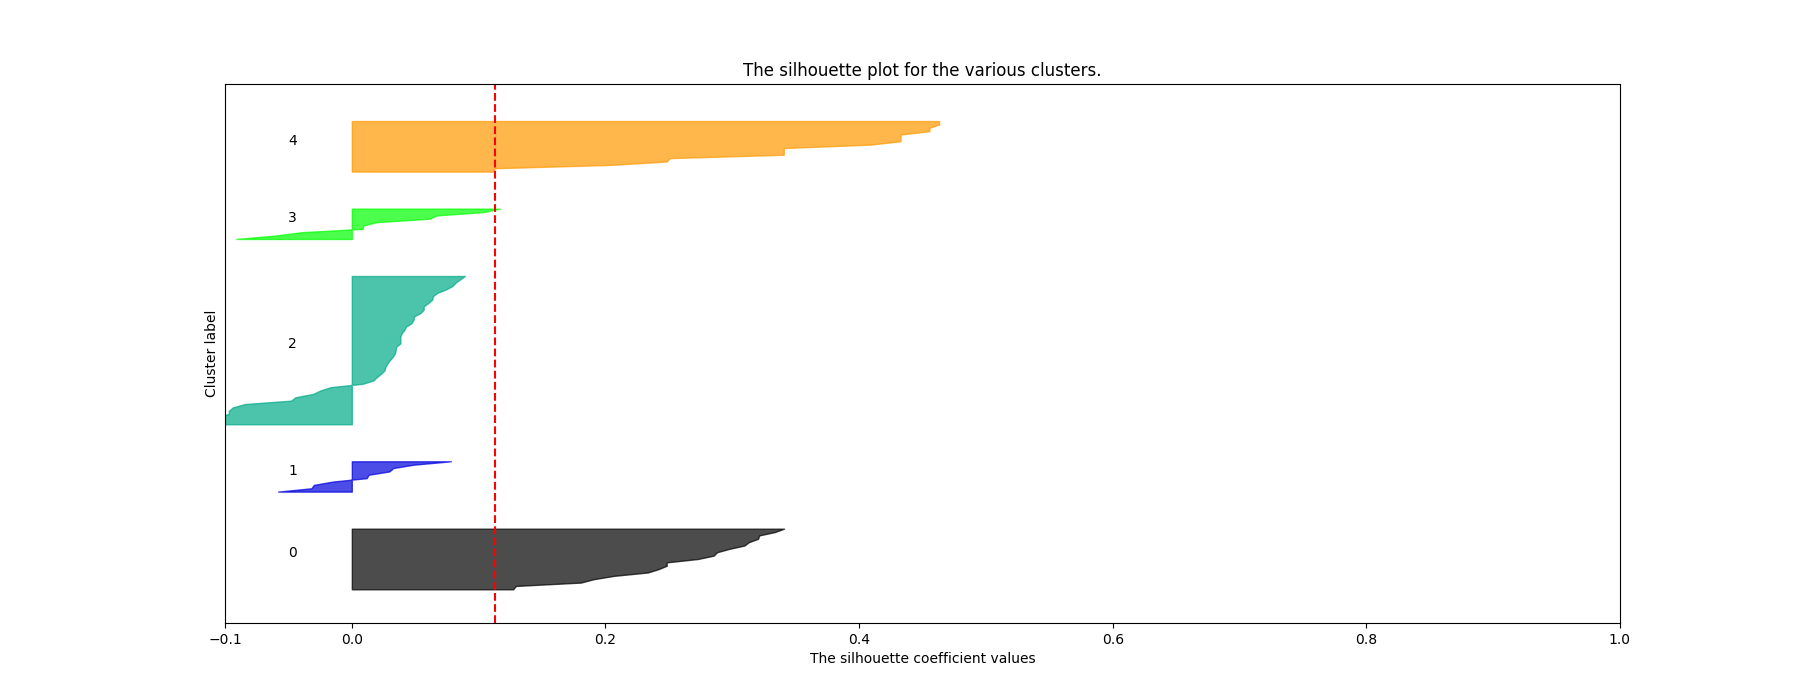 The silhouette plot for the various clusters.
4
3
2
1
0
Cluster label
−0.1 0.0 0.2 0.4 0.6 0.8 1.0
The silhouette coefficient values